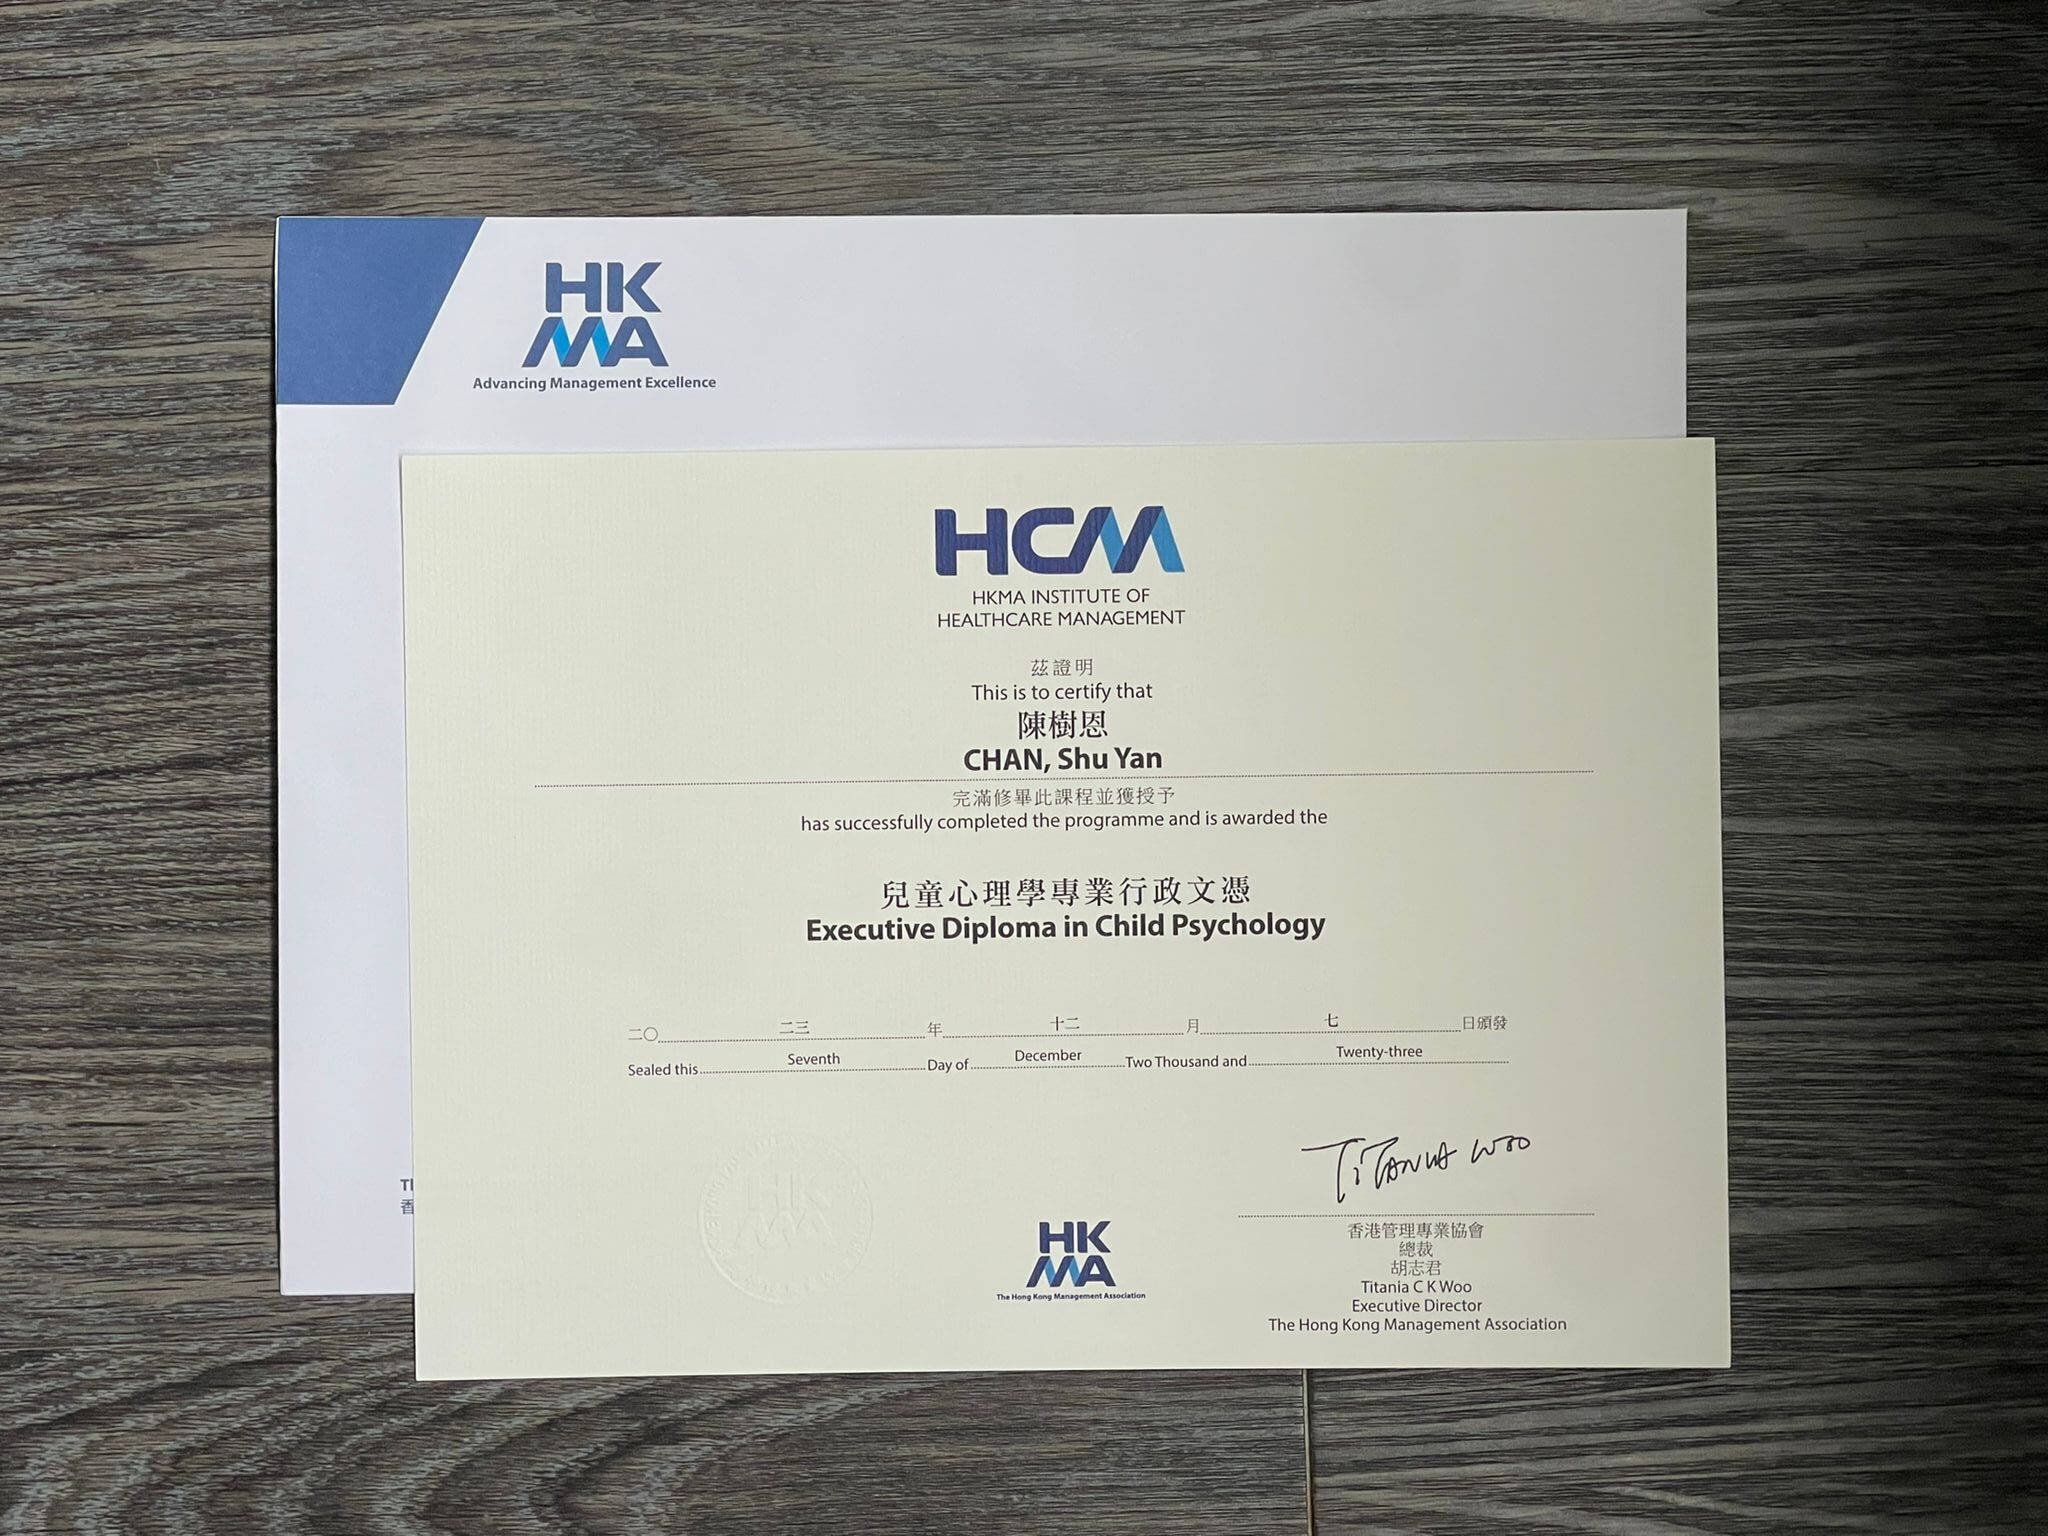 HK
MA
Advancing Management Excellence
HCM
HKMA INSTITUTE OF
HEALTHCARE MANAGEMENT
茲證明
This is to certify that
陳樹恩
CHAN, Shu Yan
完滿修畢此課程並獲授予
has successfully completed the programme and is awarded the
兒童心理學專業行政文憑
Executive Diploma in Child Psychology
二〇 二三 年 十二 月 七 日頒發
Sealed this Seventh Day of December Two Thousand and Twenty-three
HK
MA
TITANIA WOO
HK
MA
The Hong Kong Management Association
香港管理專業協會
總裁
胡志君
Titania C K Woo
Executive Director
The Hong Kong Management Association
香